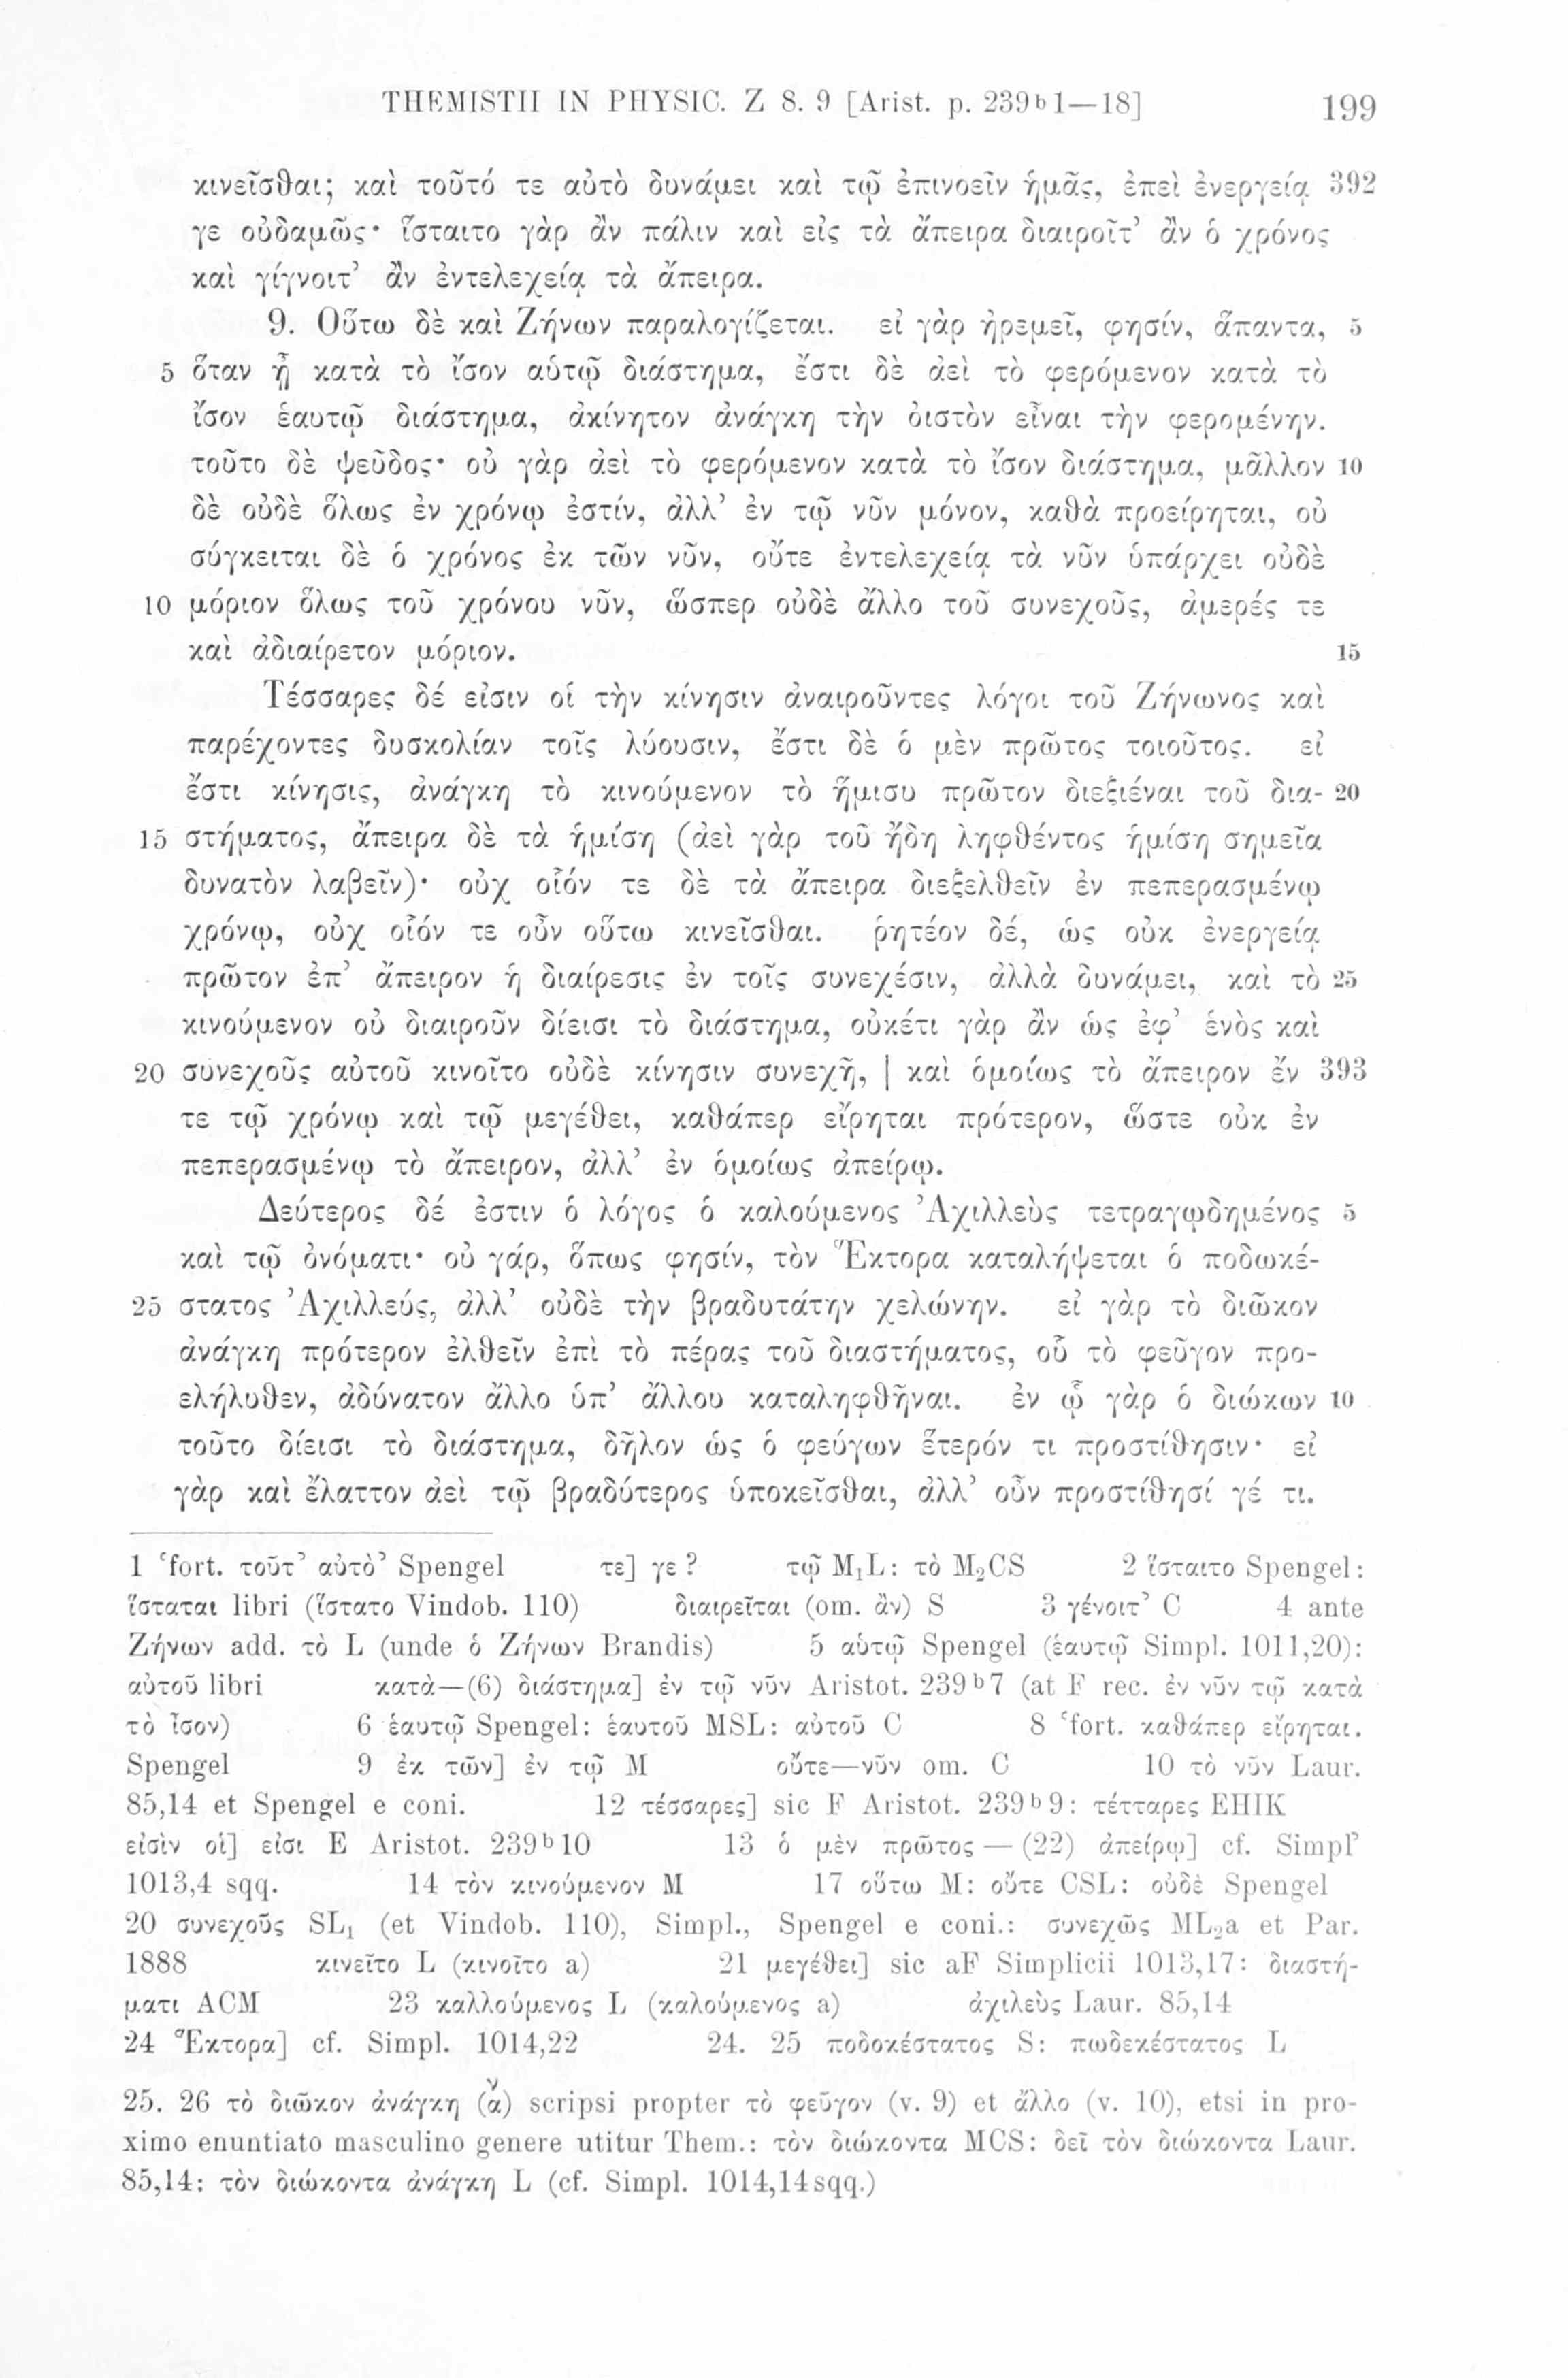 THEMISTII IN PHYSIC. Z 8. 9 [Arist. p. 239ᵇ1—18] 199
κινεῖσθαι; καὶ τοῦτό τε αὐτὸ δυνάμει καὶ τῷ ἐπινοεῖν ἡμᾶς, ἐπεὶ ἐνεργείᾳ 392
γε οὐδαμῶς· ἵσταιτο γὰρ ἂν πάλιν καὶ εἰς τὰ ἄπειρα διαιροῖτ’ ἂν ὁ χρόνος
καὶ γίγνοιτ’ ἂν ἐντελεχείᾳ τὰ ἄπειρα.
9. Οὕτω δὲ καὶ Ζήνων παραλογίζεται. εἰ γὰρ ἠρεμεῖ, φησίν, ἅπαντα, 5
5 ὅταν ᾖ κατὰ τὸ ἴσον αὑτῷ διάστημα, ἔστι δὲ ἀεὶ τὸ φερόμενον κατὰ τὸ
ἴσον ἑαυτῷ διάστημα, ἀκίνητον ἀνάγκη τὴν ὀιστὸν εἶναι τὴν φερομένην.
τοῦτο δὲ ψεῦδος· οὐ γὰρ ἀεὶ τὸ φερόμενον κατὰ τὸ ἴσον διάστημα, μᾶλλον 10
δὲ οὐδὲ ὅλως ἐν χρόνῳ ἐστίν, ἀλλ’ ἐν τῷ νῦν μόνον, καθὰ προείρηται, οὐ
σύγκειται δὲ ὁ χρόνος ἐκ τῶν νῦν, οὔτε ἐντελεχείᾳ τὰ νῦν ὑπάρχει οὐδὲ
10 μόριον ὅλως τοῦ χρόνου νῦν, ὥσπερ οὐδὲ ἄλλο τοῦ συνεχοῦς, ἀμερές τε
καὶ ἀδιαίρετον μόριον. 15
Τέσσαρες δέ εἰσιν οἱ τὴν κίνησιν ἀναιροῦντες λόγοι τοῦ Ζήνωνος καὶ
παρέχοντες δυσκολίαν τοῖς λύουσιν, ἔστι δὲ ὁ μὲν πρῶτος τοιοῦτος. εἰ
ἔστι κίνησις, ἀνάγκη τὸ κινούμενον τὸ ἥμισυ πρῶτον διεξιέναι τοῦ δια- 20
15 στήματος, ἄπειρα δὲ τὰ ἡμίση (ἀεὶ γὰρ τοῦ ἤδη ληφθέντος ἡμίση σημεῖα
δυνατὸν λαβεῖν)· οὐχ οἷόν τε δὲ τὰ ἄπειρα διεξελθεῖν ἐν πεπερασμένῳ
χρόνῳ, οὐχ οἷόν τε οὖν οὕτω κινεῖσθαι. ῥητέον δέ, ὡς οὐκ ἐνεργείᾳ
πρῶτον ἐπ’ ἄπειρον ἡ διαίρεσις ἐν τοῖς συνεχέσιν, ἀλλὰ δυνάμει, καὶ τὸ 25
κινούμενον οὐ διαιροῦν δίεισι τὸ διάστημα, οὐκέτι γὰρ ἂν ὡς ἐφ’ ἑνὸς καὶ
20 συνεχοῦς αὐτοῦ κινοῖτο οὐδὲ κίνησιν συνεχῆ, | καὶ ὁμοίως τὸ ἄπειρον ἔν 393
τε τῷ χρόνῳ καὶ τῷ μεγέθει, καθάπερ εἴρηται πρότερον, ὥστε οὐκ ἐν
πεπερασμένῳ τὸ ἄπειρον, ἀλλ’ ἐν ὁμοίως ἀπείρῳ.
Δεύτερος δέ ἐστιν ὁ λόγος ὁ καλούμενος Ἀχιλλεὺς τετραγῳδημένος 5
καὶ τῷ ὀνόματι· οὐ γάρ, ὅπως φησίν, τὸν Ἕκτορα καταλήψεται ὁ ποδωκέ-
25 στατος Ἀχιλλεύς, ἀλλ’ οὐδὲ τὴν βραδυτάτην χελώνην. εἰ γὰρ τὸ διῶκον
ἀνάγκη πρότερον ἐλθεῖν ἐπὶ τὸ πέρας τοῦ διαστήματος, οὗ τὸ φεῦγον προ-
ελήλυθεν, ἀδύνατον ἄλλο ὑπ’ ἄλλου καταληφθῆναι. ἐν ᾧ γὰρ ὁ διώκων 10
τοῦτο δίεισι τὸ διάστημα, δῆλον ὡς ὁ φεύγων ἕτερόν τι προστίθησιν· εἰ
γὰρ καὶ ἔλαττον ἀεὶ τῷ βραδύτερος ὑποκεῖσθαι, ἀλλ’ οὖν προστίθησί γέ τι.
1 ‘fort. τοῦτ’ αὐτὸ’ Spengel τε] γε? τῷ M₁L: τὸ M₂CS 2 ἵσταιτο Spengel:
ἵσταται libri (ἵστατο Vindob. 110) διαιρεῖται (om. ἂν) S 3 γένοιτ’ C 4 ante
Ζήνων add. τὸ L (unde ὁ Ζήνων Brandis) 5 αὑτῷ Spengel (ἑαυτῷ Simpl. 1011,20):
αὐτοῦ libri κατὰ—(6) διάστημα] ἐν τῷ νῦν Aristot. 239ᵇ7 (at F rec. ἐν νῦν τῷ κατὰ
τὸ ἴσον) 6 ἑαυτῷ Spengel: ἑαυτοῦ MSL: αὐτοῦ C 8 ‘fort. καθάπερ εἴρηται.
Spengel 9 ἐκ τῶν] ἐν τῷ M οὔτε—νῦν om. C 10 τὸ νῦν Laur.
85,14 et Spengel e coni. 12 τέσσαρες] sic F Aristot. 239ᵇ9: τέτταρες EHIK
εἰσὶν οἱ] εἰσι E Aristot. 239ᵇ10 13 ὁ μὲν πρῶτος — (22) ἀπείρῳ] cf. Simpl’
1013,4 sqq. 14 τὸν κινούμενον M 17 οὕτω M: οὔτε CSL: οὐδὲ Spengel
20 συνεχοῦς SL₁ (et Vindob. 110), Simpl., Spengel e coni.: συνεχῶς ML₂a et Par.
1888 κινεῖτο L (κινοῖτο a) 21 μεγέθει] sic aF Simplicii 1013,17: διαστή-
ματι ACM 23 καλλούμενος L (καλούμενος a) ἀχιλεὺς Laur. 85,14
24 Ἕκτορα] cf. Simpl. 1014,22 24. 25 ποδοκέστατος S: πωδεκέστατος L
25. 26 τὸ διῶκον ἀνάγκη (a) scripsi propter τὸ φεῦγον (v. 9) et ἄλλο (v. 10), etsi in pro-
ximo enuntiato masculino genere utitur Them.: τὸν διώκοντα MCS: δεῖ τὸν διώκοντα Laur.
85,14: τὸν διώκοντα ἀνάγκη L (cf. Simpl. 1014,14sqq.)